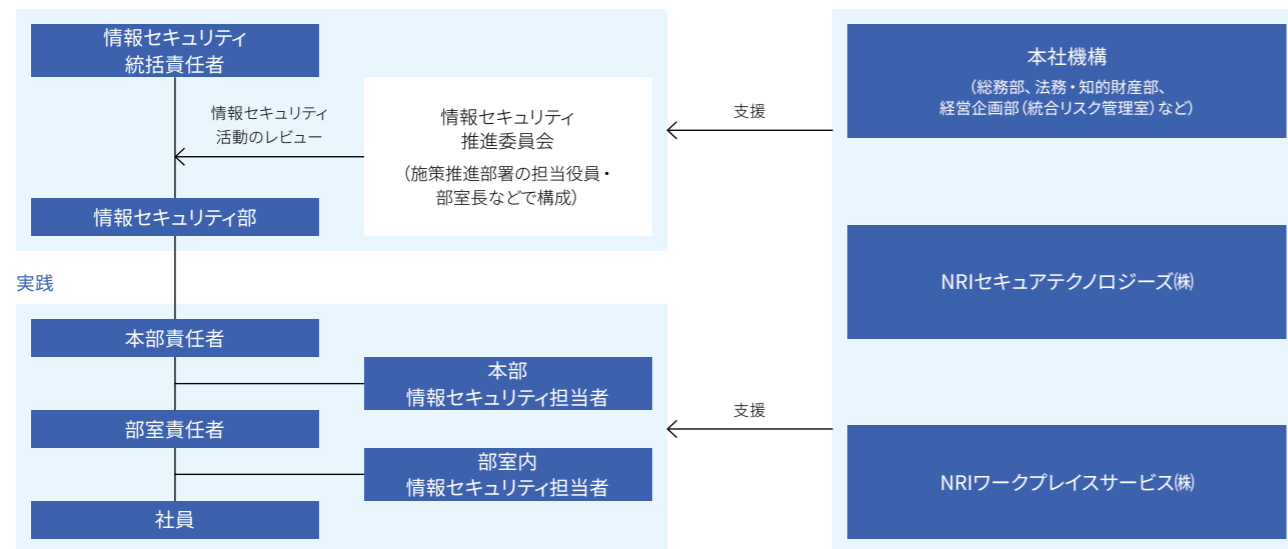 情報セキュリティ
統括責任者
情報セキュリティ
活動のレビュー
情報セキュリティ
推進委員会
（施策推進部署の担当役員・
部室長などで構成）
情報セキュリティ部
支援
本社機構
（総務部、法務・知的財産部、
経営企画部（統合リスク管理室）など）
NRIセキュアテクノロジーズ㈱
実践
本部責任者
本部
情報セキュリティ担当者
部室責任者
部室内
情報セキュリティ担当者
社員
支援
NRIワークプレイスサービス㈱